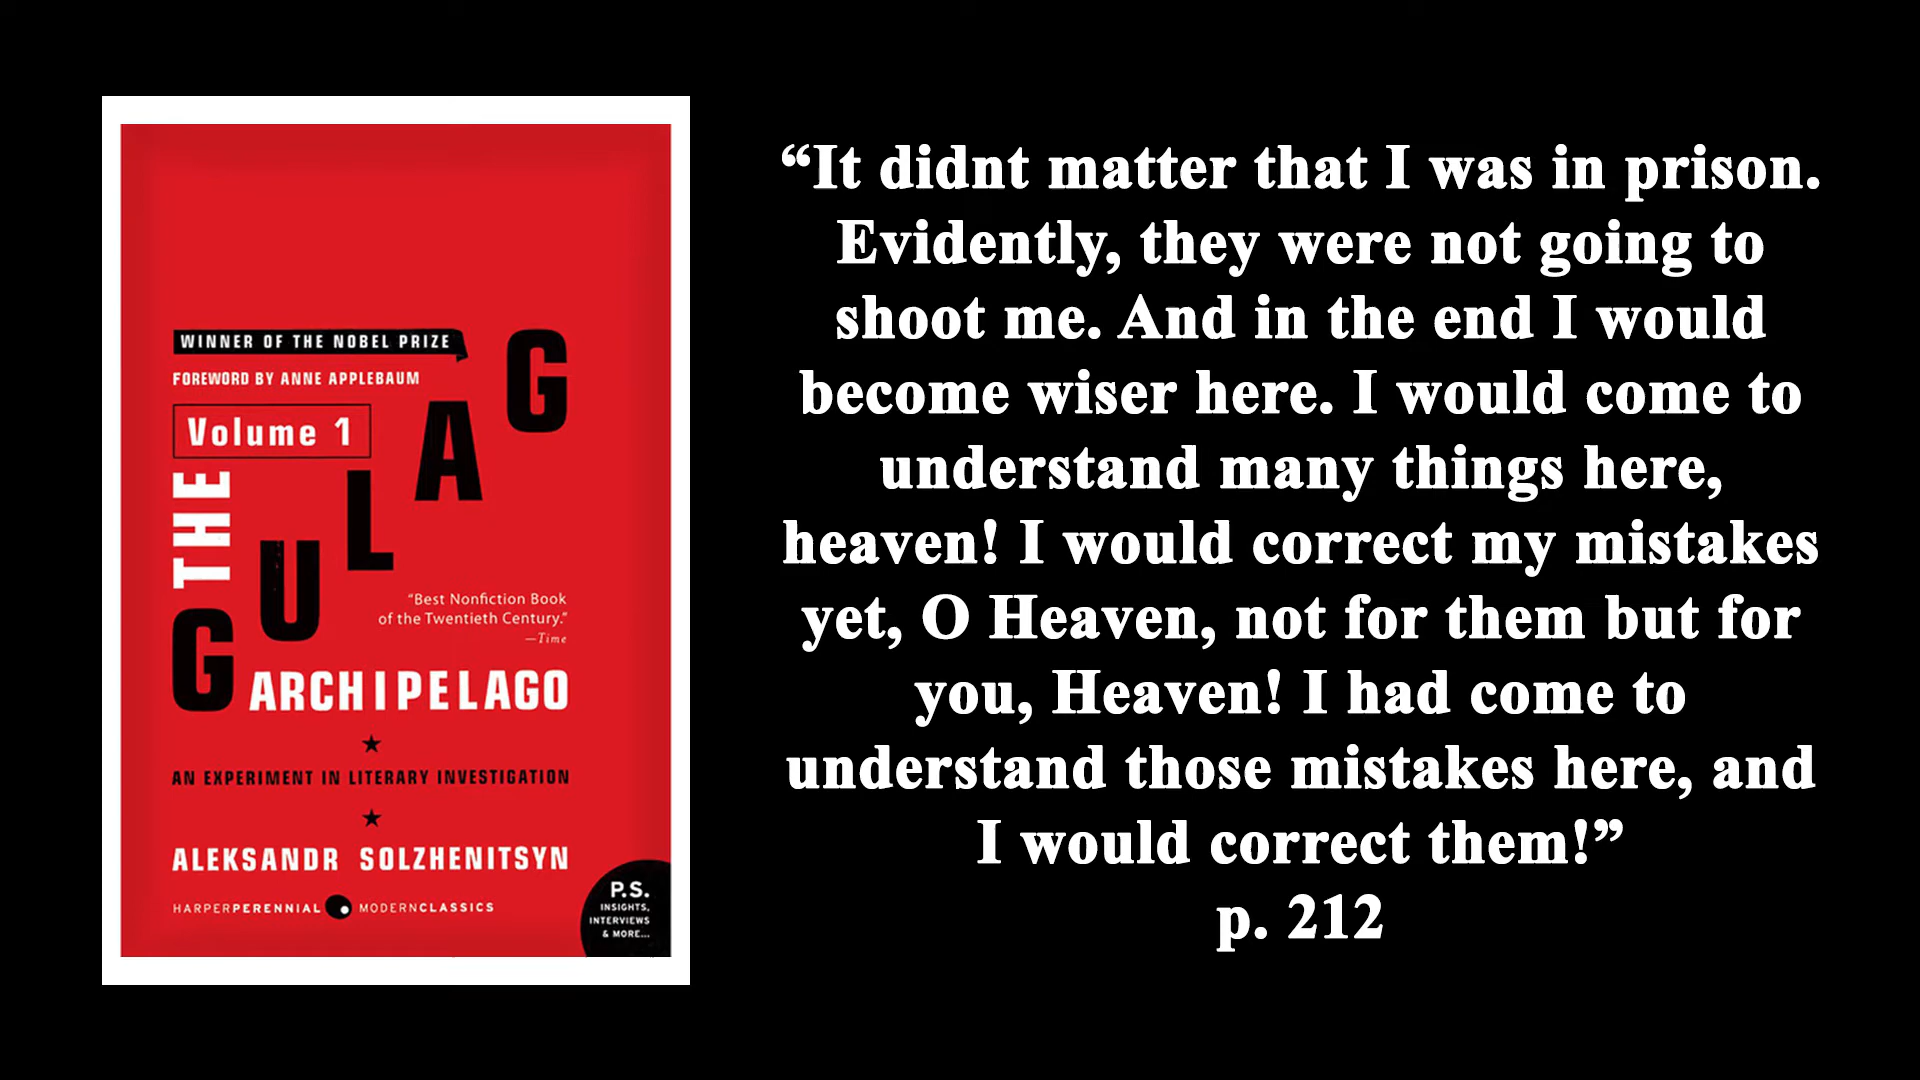 WINNER OF THE NOBEL PRIZE
FOREWORD BY ANNE APPLEBAUM
Volume 1
THE
GULAG
ARCHIPELAGO
"Best Nonfiction Book
of the Twentieth Century."
—Time
AN EXPERIMENT IN LITERARY INVESTIGATION
ALEKSANDR SOLZHENITSYN
HARPERPERENNIAL MODERNCLASSICS
P.S.
INSIGHTS,
INTERVIEWS
& MORE...
“It didnt matter that I was in prison.
Evidently, they were not going to
shoot me. And in the end I would
become wiser here. I would come to
understand many things here,
heaven! I would correct my mistakes
yet, O Heaven, not for them but for
you, Heaven! I had come to
understand those mistakes here, and
I would correct them!”
p. 212